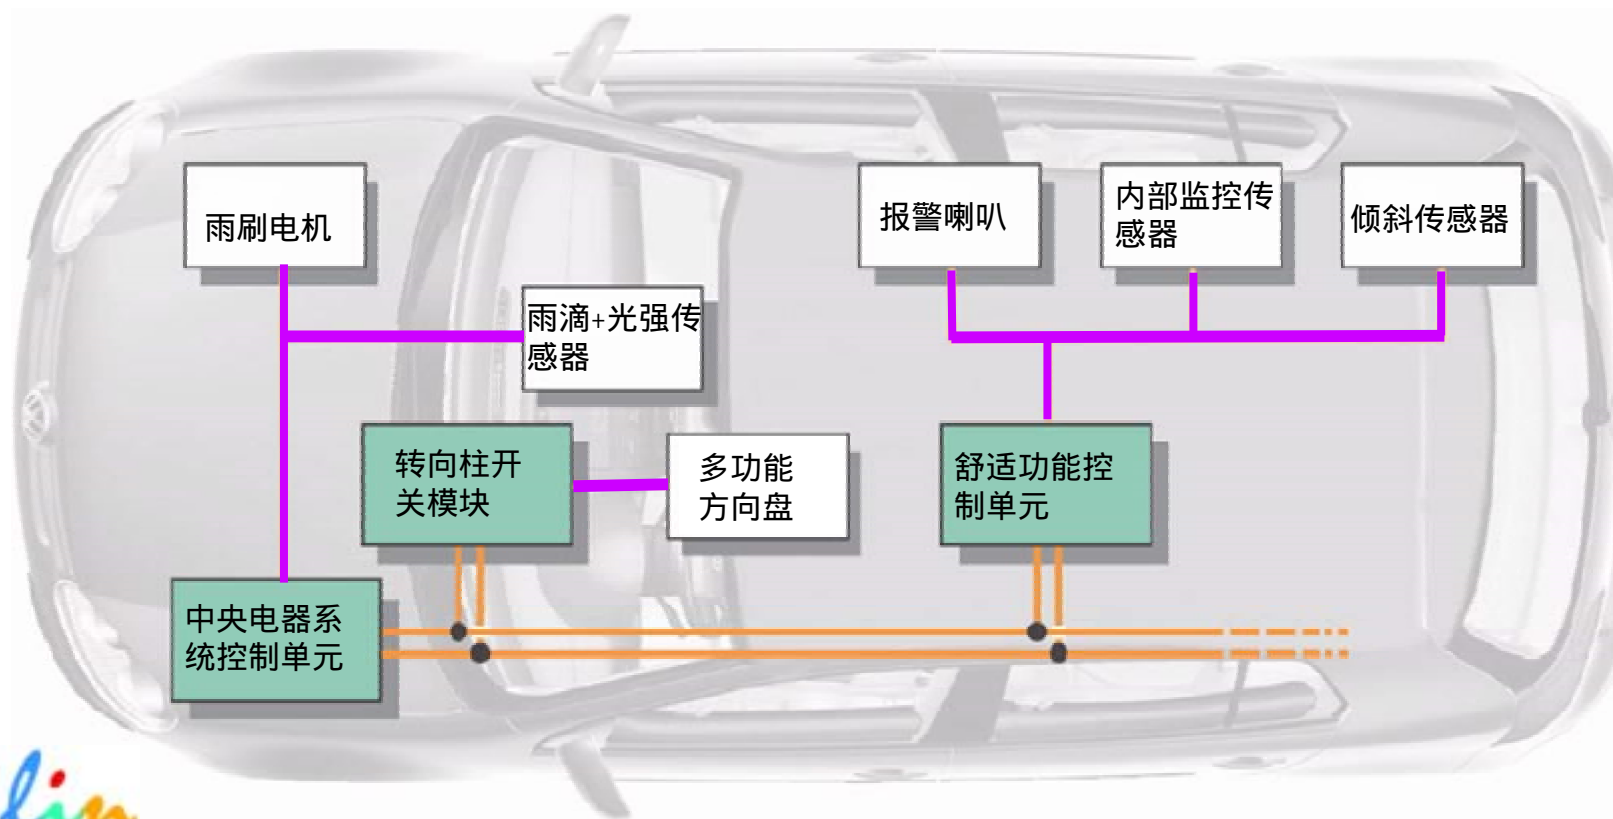 雨刷电机
报警喇叭
内部监控传
感器
倾斜传感器
雨滴+光强传
感器
转向柱开
关模块
多功能
方向盘
舒适功能控
制单元
中央电器系
统控制单元